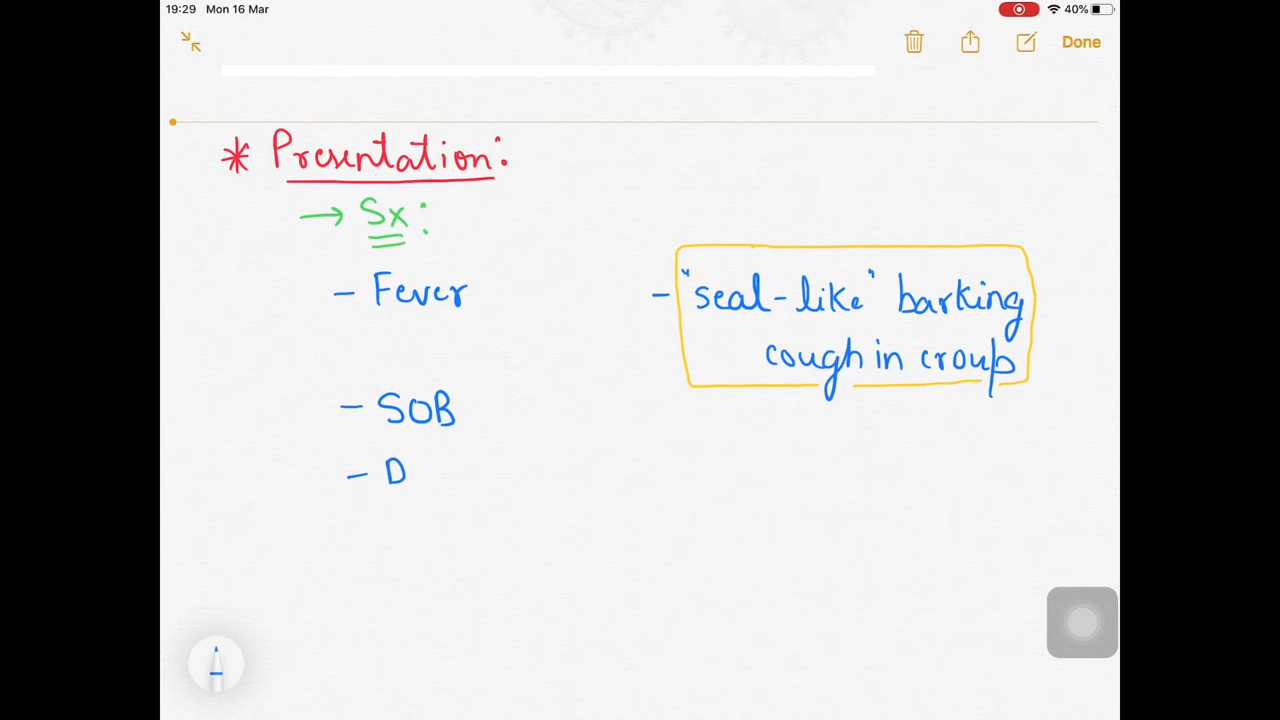 19:29 Mon 16 Mar
40%
Done
* Presentation:
→ Sx:
- Fever
- "seal-like" barking
cough in croup
- SOB
- D